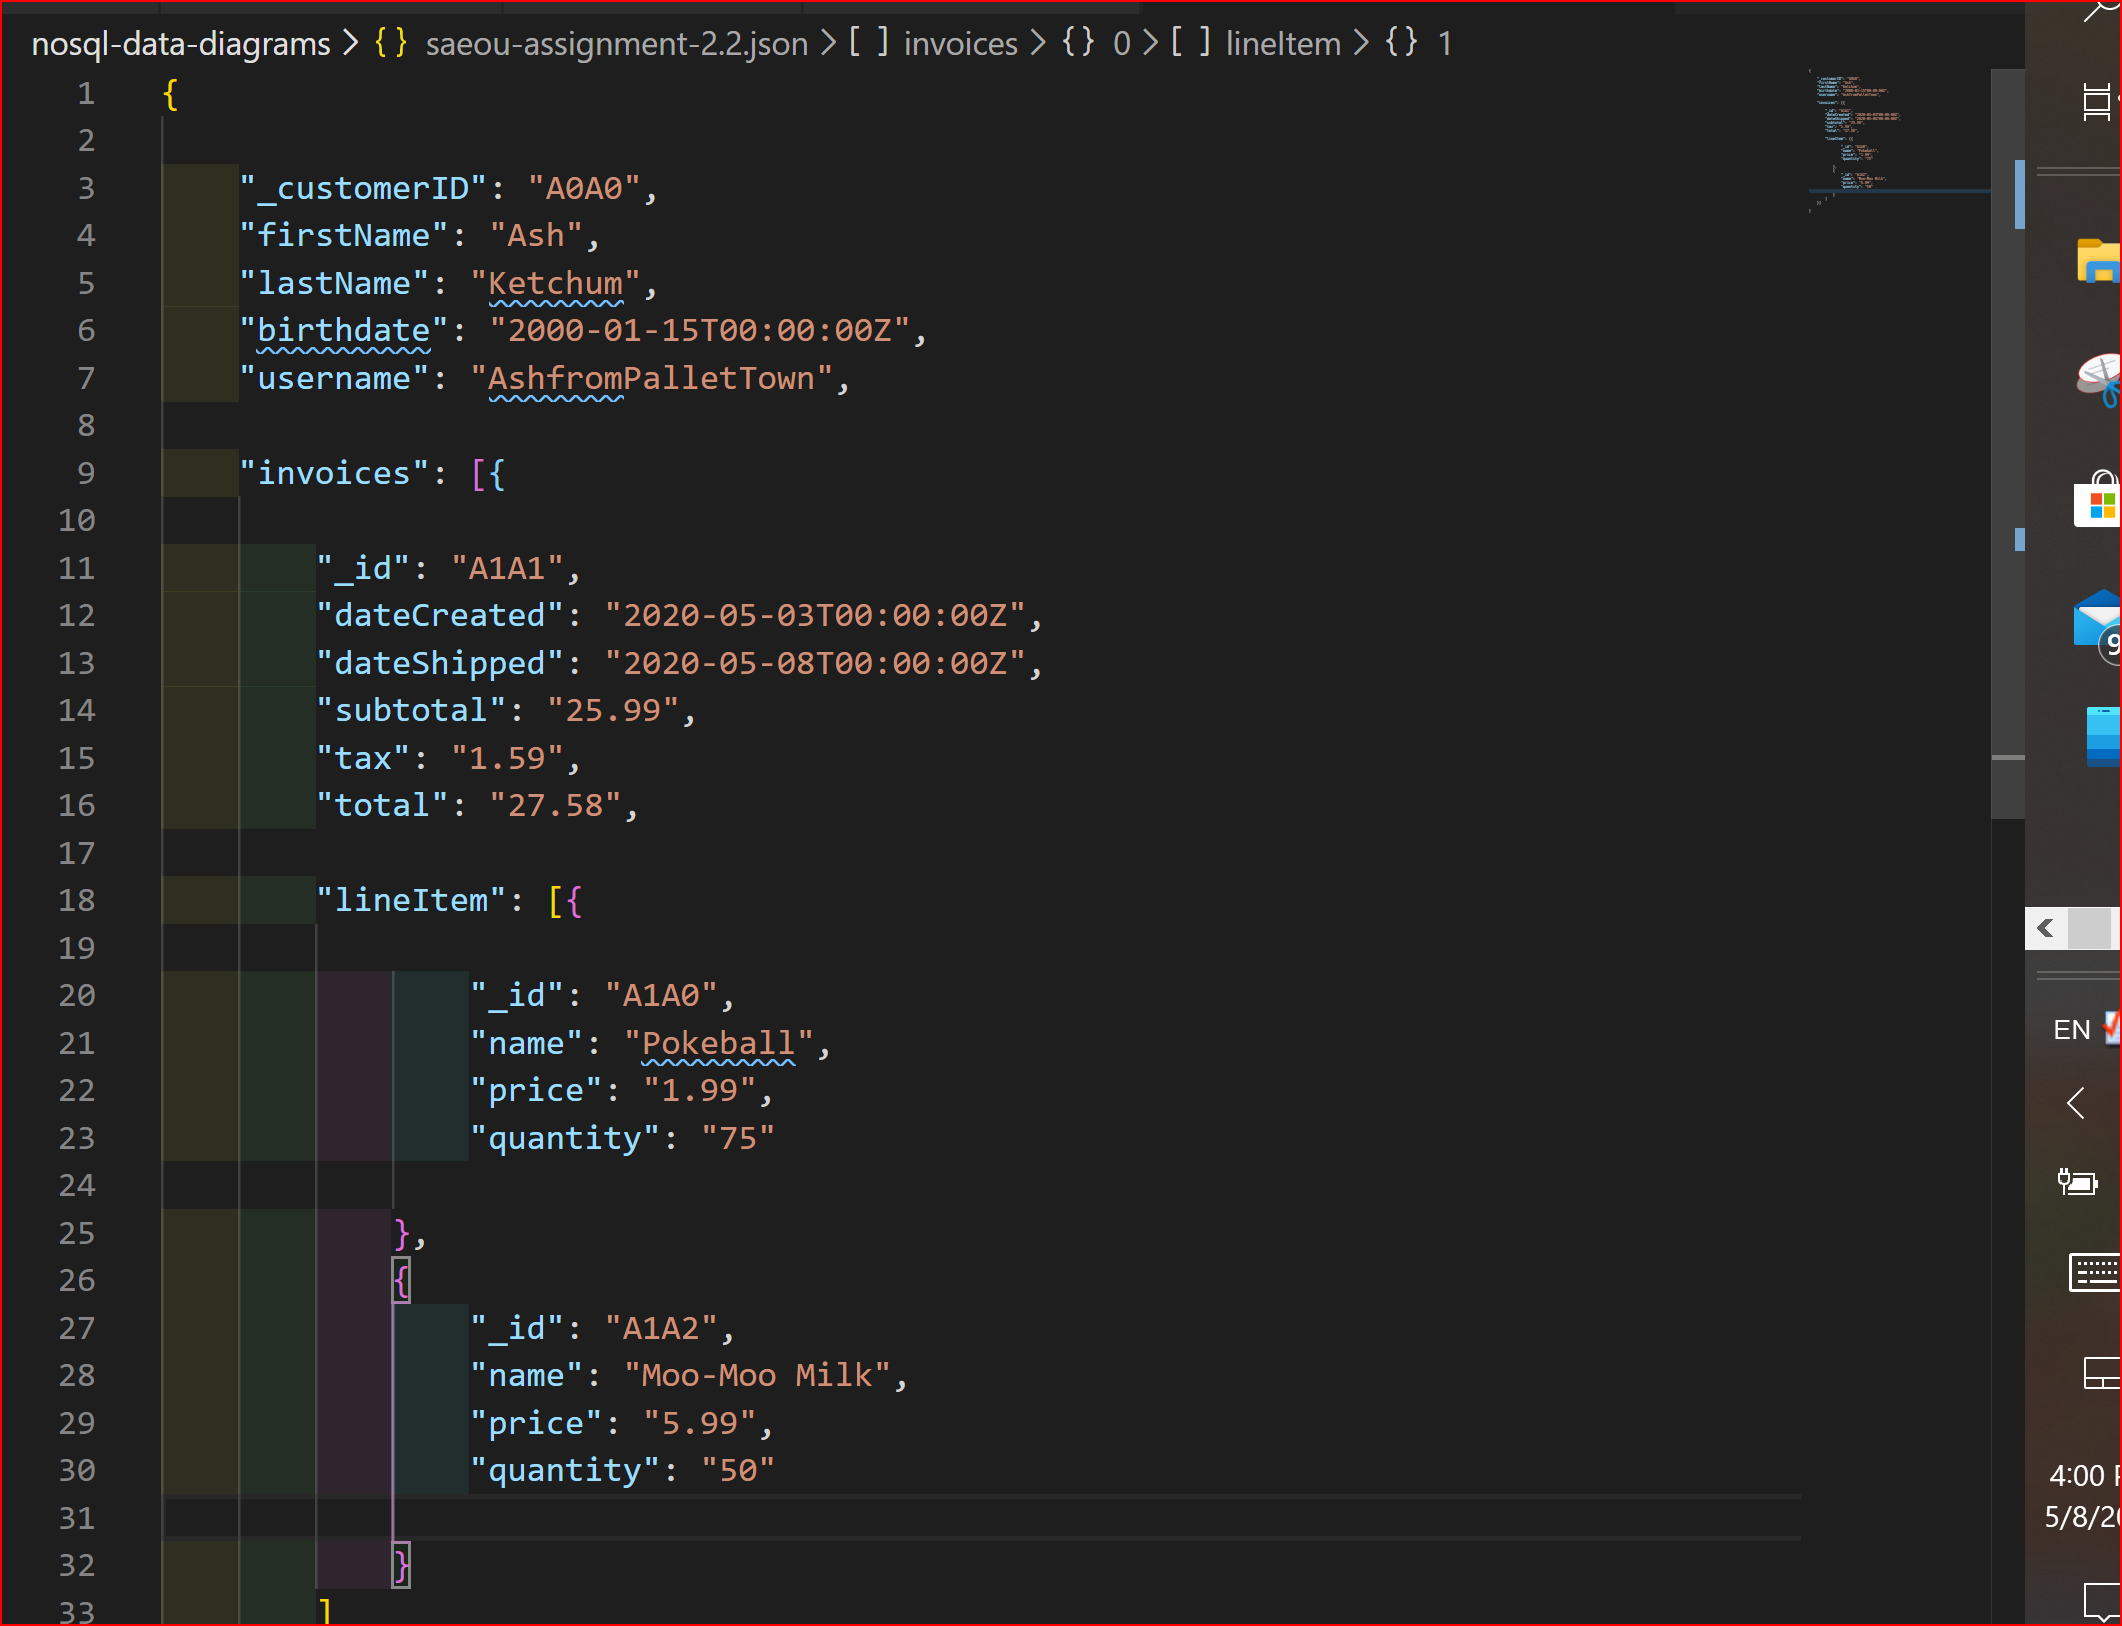 nosql-data-diagrams > {} saeou-assignment-2.2.json > [ ] invoices > {} 0 > [ ] lineItem > {} 1
1 {
2
3 "_customerID": "A0A0",
4 "firstName": "Ash",
5 "lastName": "Ketchum",
6 "birthdate": "2000-01-15T00:00:00Z",
7 "username": "AshfromPalletTown",
8
9 "invoices": [{
10
11 "_id": "A1A1",
12 "dateCreated": "2020-05-03T00:00:00Z",
13 "dateShipped": "2020-05-08T00:00:00Z",
14 "subtotal": "25.99",
15 "tax": "1.59",
16 "total": "27.58",
17
18 "lineItem": [{
19
20 "_id": "A1A0",
21 "name": "Pokeball",
22 "price": "1.99",
23 "quantity": "75"
24
25 },
26 {
27 "_id": "A1A2",
28 "name": "Moo-Moo Milk",
29 "price": "5.99",
30 "quantity": "50"
31
32 }
33 ]
9
EN
4:00
5/8/20